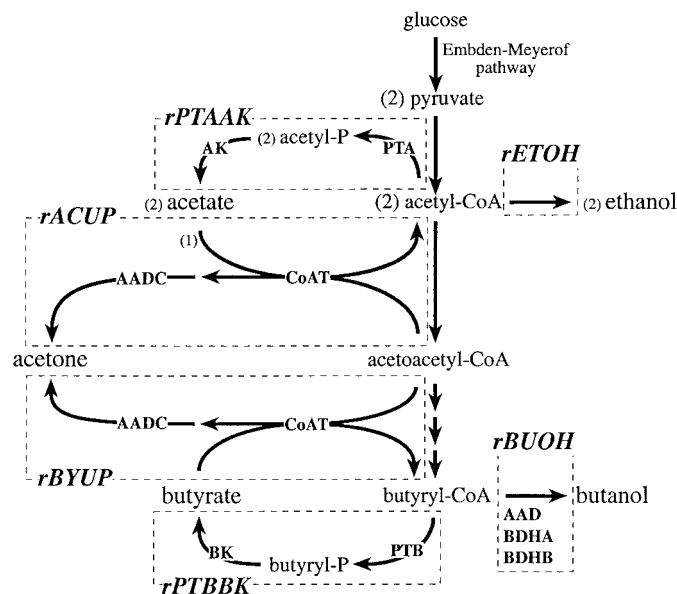 glucose
Embden-Meyerof
pathway
(2) pyruvate
rPTAAK
(2) acetyl-P
AK
PTA
rETOH
(2) acetate
(2) acetyl-CoA
(2) ethanol
rACUP
(1)
AADC
CoAT
acetone
acetoacetyl-CoA
AADC
CoAT
rBUOH
rBYUP
butyrate
butyryl-CoA
butanol
AAD
BDHA
BDHB
BK
butyryl-P
PTB
rPTBBK